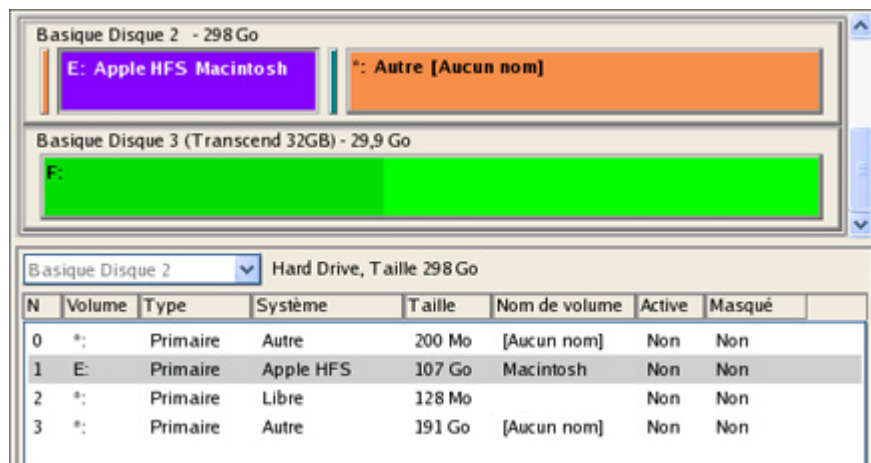 Basique Disque 2 - 298 Go
E: Apple HFS Macintosh *: Autre [Aucun nom]
Basique Disque 3 (Transcend 32GB) - 29,9 Go
F:
Basique Disque 2 Hard Drive, Taille 298 Go
N Volume Type Système Taille Nom de volume Active Masqué
0 *: Primaire Autre 200 Mo [Aucun nom] Non Non
1 E: Primaire Apple HFS 107 Go Macintosh Non Non
2 *: Primaire Libre 128 Mo Non Non
3 *: Primaire Autre 191 Go [Aucun nom] Non Non